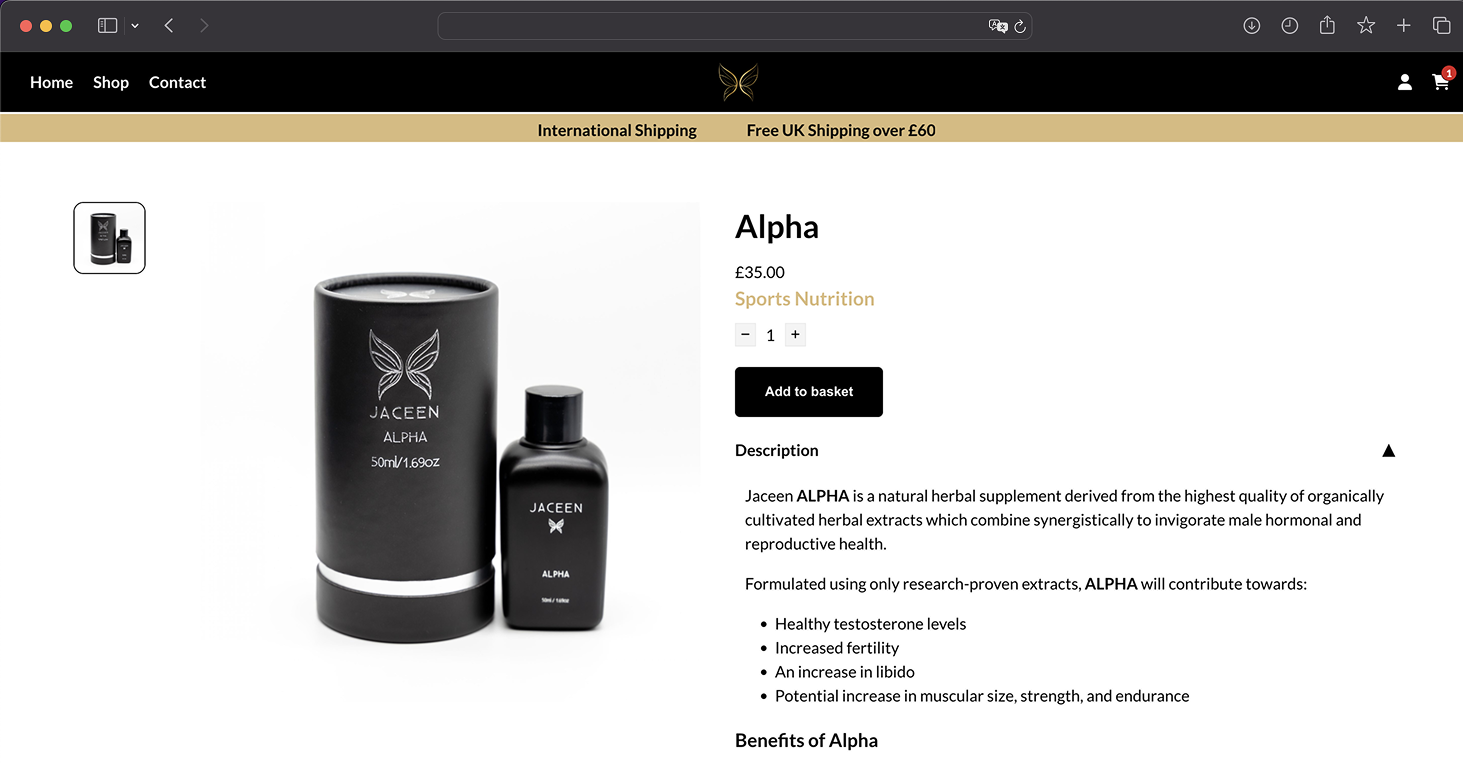 Home Shop Contact
1
International Shipping Free UK Shipping over £60
Alpha
£35.00
Sports Nutrition
− 1 +
Add to basket
Description
Jaceen ALPHA is a natural herbal supplement derived from the highest quality of organically
cultivated herbal extracts which combine synergistically to invigorate male hormonal and
reproductive health.
Formulated using only research-proven extracts, ALPHA will contribute towards:
• Healthy testosterone levels
• Increased fertility
• An increase in libido
• Potential increase in muscular size, strength, and endurance
Benefits of Alpha
JACEEN
ALPHA
50ml/1.69oz
JACEEN
ALPHA
50ml / 1.69oz